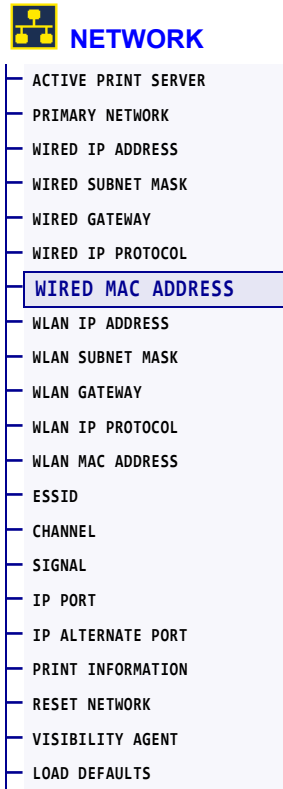 NETWORK
ACTIVE PRINT SERVER
PRIMARY NETWORK
WIRED IP ADDRESS
WIRED SUBNET MASK
WIRED GATEWAY
WIRED IP PROTOCOL
WIRED MAC ADDRESS
WLAN IP ADDRESS
WLAN SUBNET MASK
WLAN GATEWAY
WLAN IP PROTOCOL
WLAN MAC ADDRESS
ESSID
CHANNEL
SIGNAL
IP PORT
IP ALTERNATE PORT
PRINT INFORMATION
RESET NETWORK
VISIBILITY AGENT
LOAD DEFAULTS